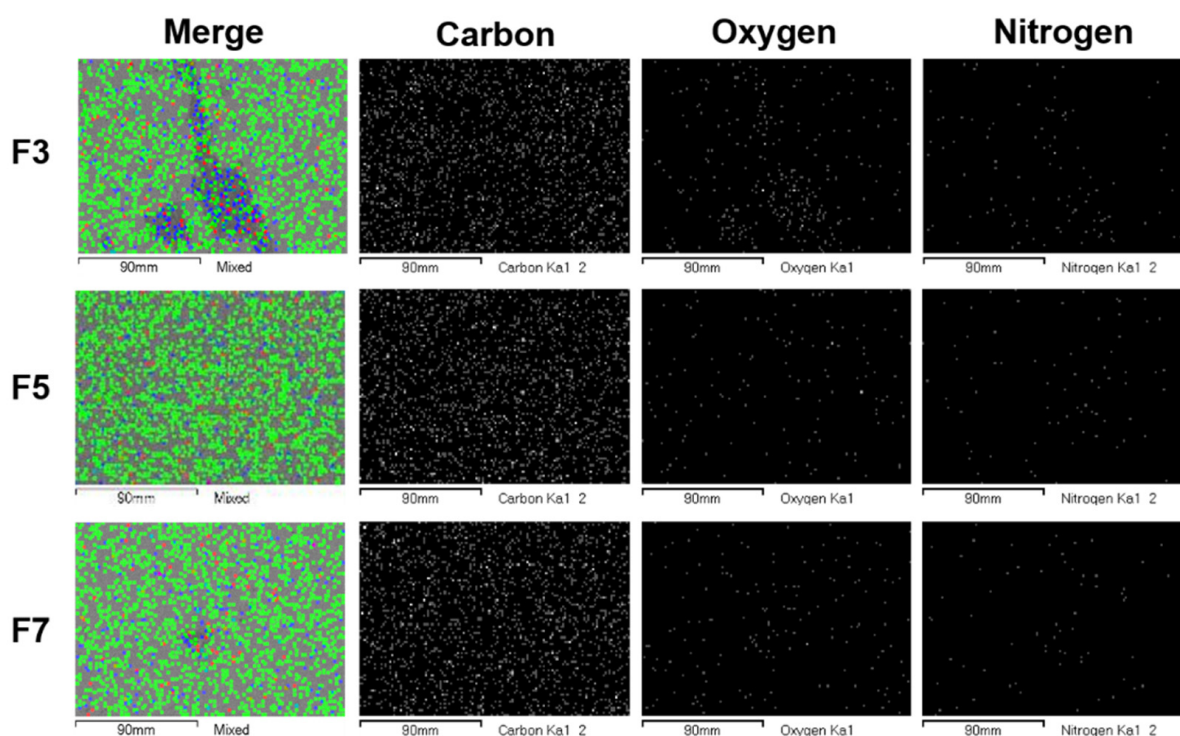 Merge Carbon Oxygen Nitrogen
F3
90mm Mixed 90mm Carbon Ka1_2 90mm Oxygen Ka1 90mm Nitrogen Ka1_2
F5
90mm Mixed 90mm Carbon Ka1_2 90mm Oxygen Ka1 90mm Nitrogen Ka1_2
F7
90mm Mixed 90mm Carbon Ka1_2 90mm Oxygen Ka1 90mm Nitrogen Ka1_2